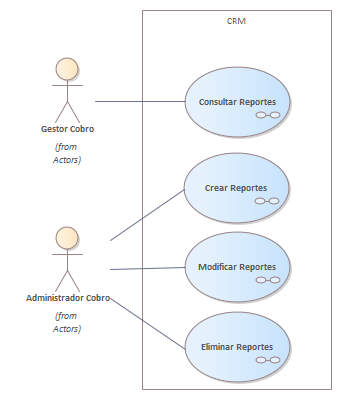 CRM
Consultar Reportes
Gestor Cobro
(from
Actors)
Crear Reportes
Modificar Reportes
Administrador Cobro
(from
Actors)
Eliminar Reportes